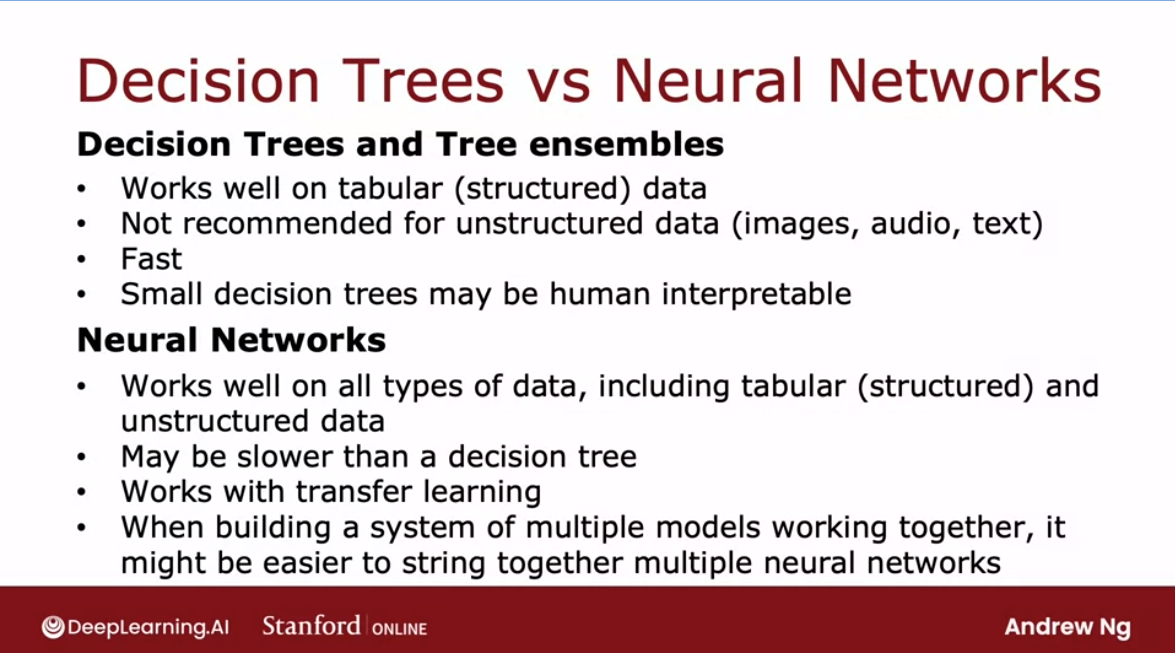 Decision Trees vs Neural Networks
Decision Trees and Tree ensembles
• Works well on tabular (structured) data
• Not recommended for unstructured data (images, audio, text)
• Fast
• Small decision trees may be human interpretable
Neural Networks
• Works well on all types of data, including tabular (structured) and
unstructured data
• May be slower than a decision tree
• Works with transfer learning
• When building a system of multiple models working together, it
might be easier to string together multiple neural networks
DeepLearning.AI Stanford ONLINE Andrew Ng